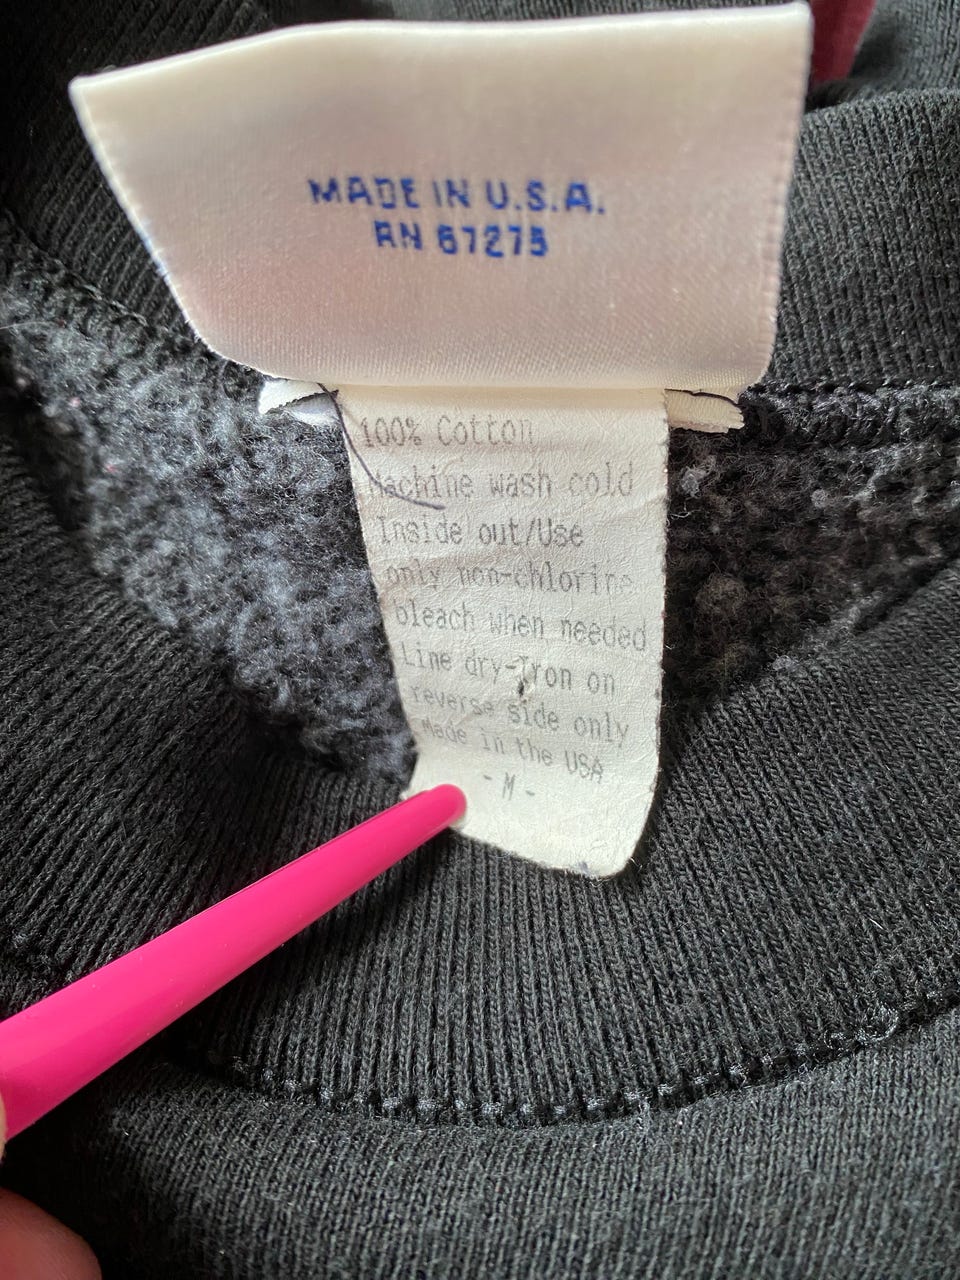 MADE IN U.S.A.
RN 67275
100% Cotton
Machine wash cold
Inside out/Use
only non-chlorine
bleach when needed
Line dry-Iron on
reverse side only
Made in the USA
- M -